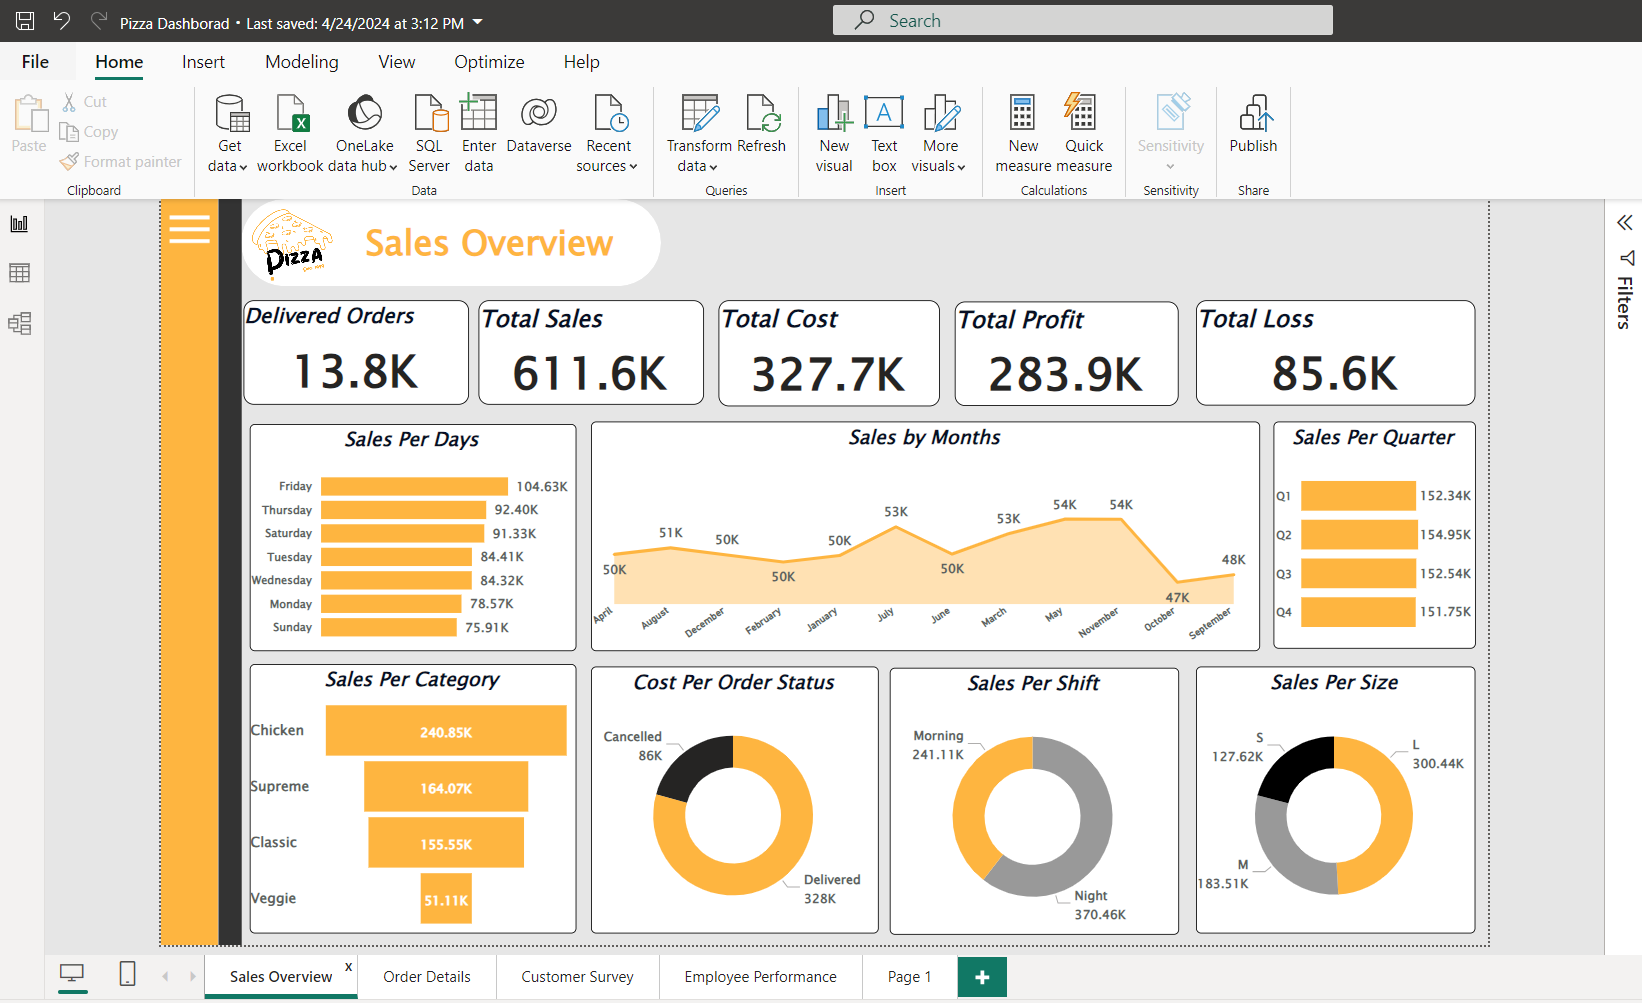 Pizza Dashborad • Last saved: 4/24/2024 at 3:12 PM
Search
File
Home
Insert
Modeling
View
Optimize
Help
Paste
Cut
Copy
Format painter
Clipboard
Get data
Excel workbook
OneLake data hub
SQL Server
Enter data
Dataverse
Recent sources
Data
Transform data
Refresh
Queries
New visual
Text box
More visuals
Insert
New measure
Quick measure
Calculations
Sensitivity
Sensitivity
Publish
Share
PIZZA
Sales Overview
Filters
Delivered Orders
13.8K
Total Sales
611.6K
Total Cost
327.7K
Total Profit
283.9K
Total Loss
85.6K
Sales Per Days
Friday 104.63K
Thursday 92.40K
Saturday 91.33K
Tuesday 84.41K
Wednesday 84.32K
Monday 78.57K
Sunday 75.91K
Sales by Months
50K
51K
50K
50K
50K
53K
50K
53K
54K
54K
47K
48K
April
August
December
February
January
July
June
March
May
November
October
September
Sales Per Quarter
Q1 152.34K
Q2 154.95K
Q3 152.54K
Q4 151.75K
Sales Per Category
Chicken 240.85K
Supreme 164.07K
Classic 155.55K
Veggie 51.11K
Cost Per Order Status
Cancelled
86K
Delivered
328K
Sales Per Shift
Morning
241.11K
Night
370.46K
Sales Per Size
S
127.62K
L
300.44K
M
183.51K
Sales Overview x
Order Details
Customer Survey
Employee Performance
Page 1
+